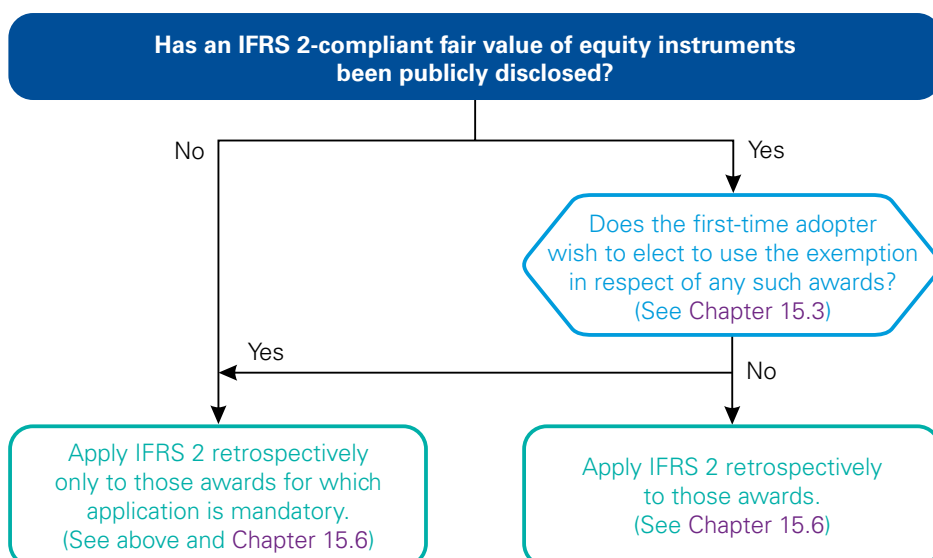 Has an IFRS 2-compliant fair value of equity instruments
been publicly disclosed?
No
Yes
Does the first-time adopter
wish to elect to use the exemption
in respect of any such awards?
(See Chapter 15.3)
Yes
No
Apply IFRS 2 retrospectively
only to those awards for which
application is mandatory.
(See above and Chapter 15.6)
Apply IFRS 2 retrospectively
to those awards.
(See Chapter 15.6)